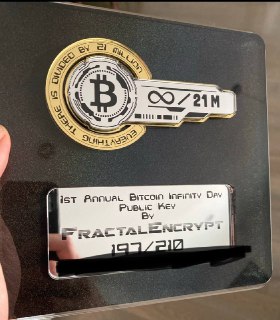 EVERYTHING THERE IS DIVIDED BY 21 MILLION
₿
∞/21M
1st Annual Bitcoin Infinity Day
Public Key
By
FractalEncrypt
197/210